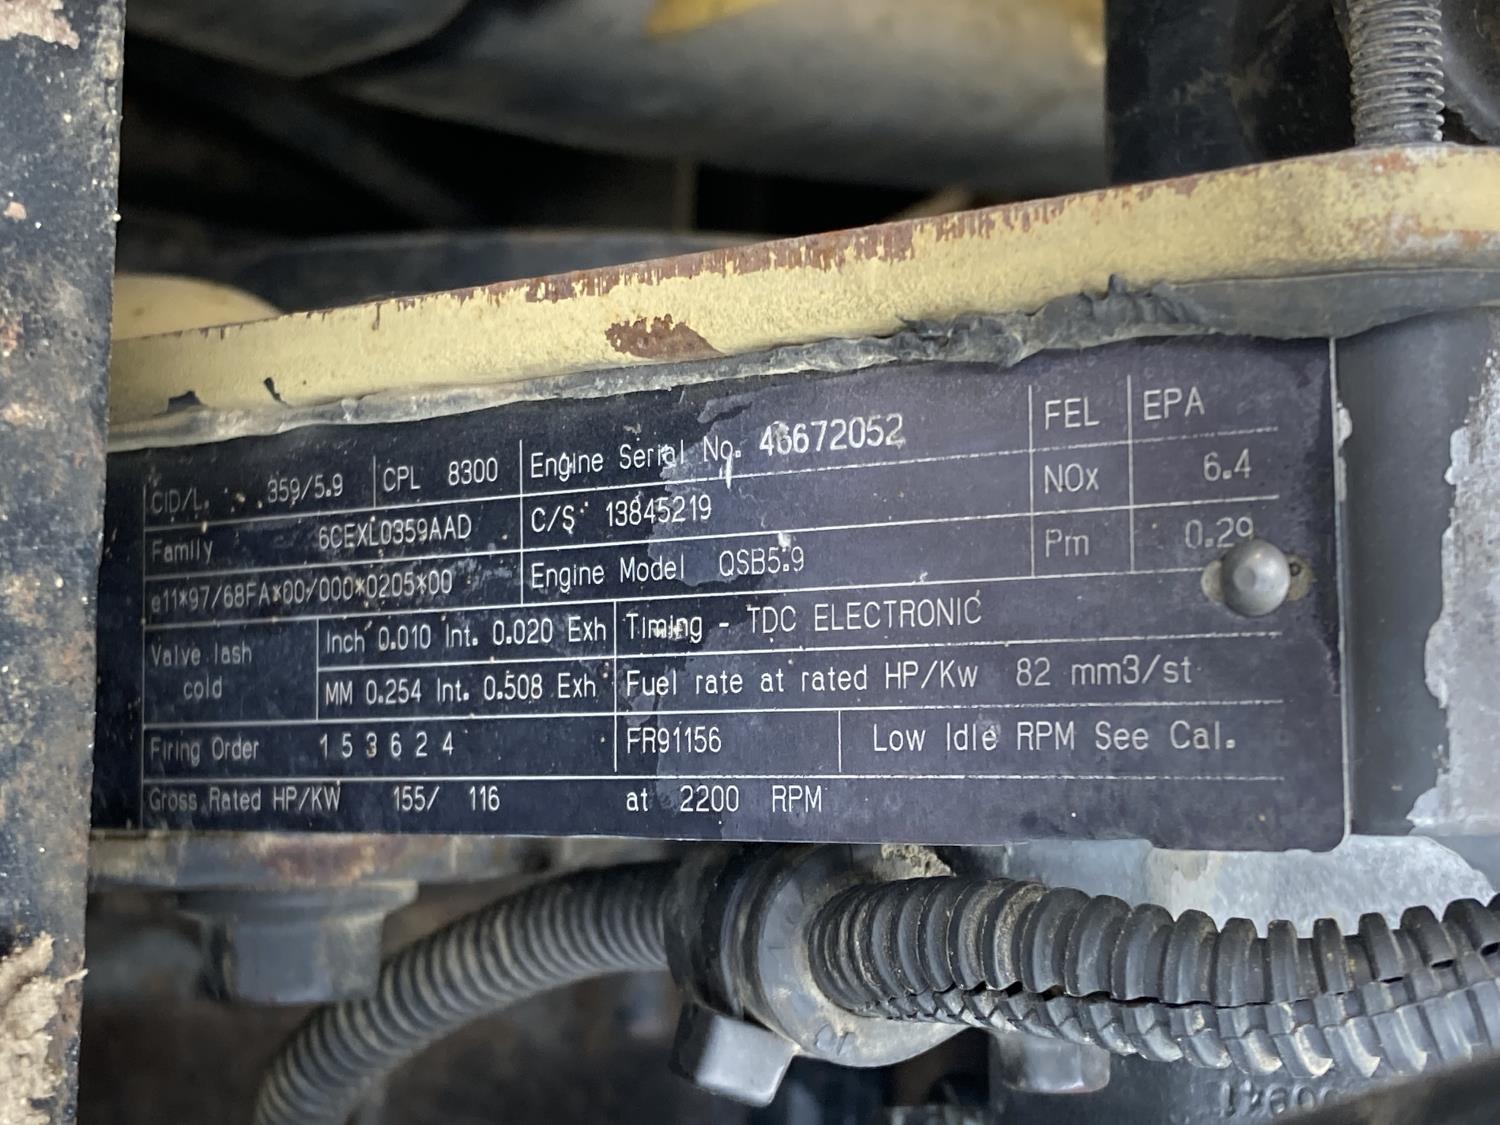 CID/L. 359/5.9 CPL 8300 Engine Serial No. 46672052 FEL EPA
Family 6CEXL0359AAD C/S 13845219 NOx 6.4
e11*97/68FA*00/000*0205*00 Engine Model QSB5.9 Pm 0.29
Valve lash cold Inch 0.010 Int. 0.020 Exh Timing - TDC ELECTRONIC
MM 0.254 Int. 0.508 Exh Fuel rate at rated HP/Kw 82 mm3/st
Firing Order 1 5 3 6 2 4 FR91156 Low Idle RPM See Cal.
Gross Rated HP/KW 155/ 116 at 2200 RPM